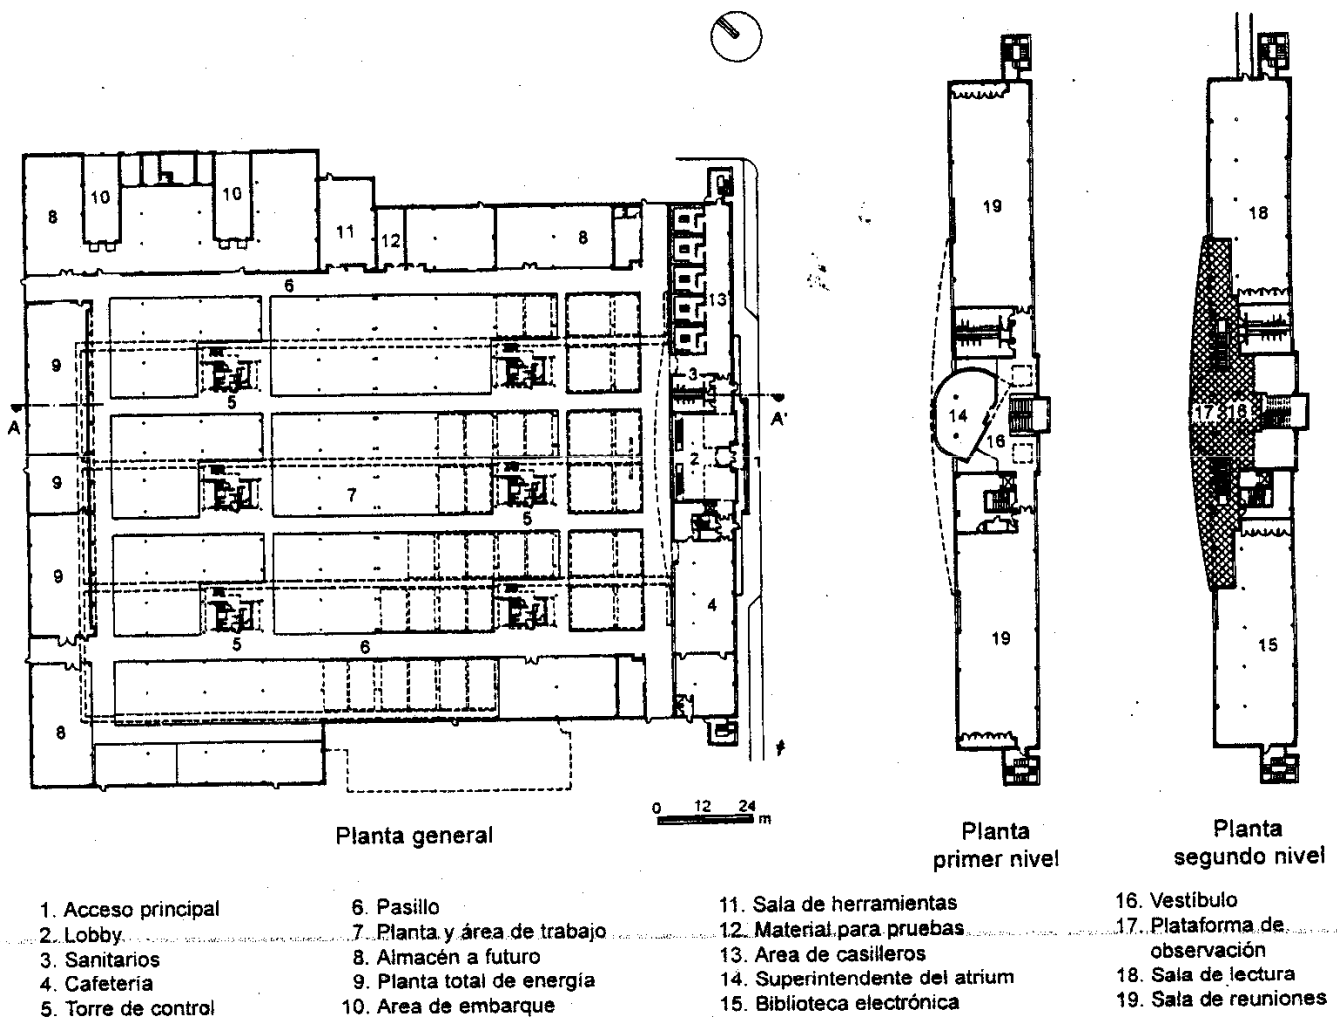 19
18
8
10
10
11
12
8
6
13
9
3
5
A
A'
14
16
17
16
2
9
7
5
9
4
19
15
5
6
8
0 12 24 m
Planta general
Planta
primer nivel
Planta
segundo nivel
1. Acceso principal
2. Lobby
3. Sanitarios
4. Cafetería
5. Torre de control
6. Pasillo
7. Planta y área de trabajo
8. Almacén a futuro
9. Planta total de energía
10. Area de embarque
11. Sala de herramientas
12. Material para pruebas
13. Area de casilleros
14. Superintendente del atrium
15. Biblioteca electrónica
16. Vestíbulo
17. Plataforma de
observación
18. Sala de lectura
19. Sala de reuniones